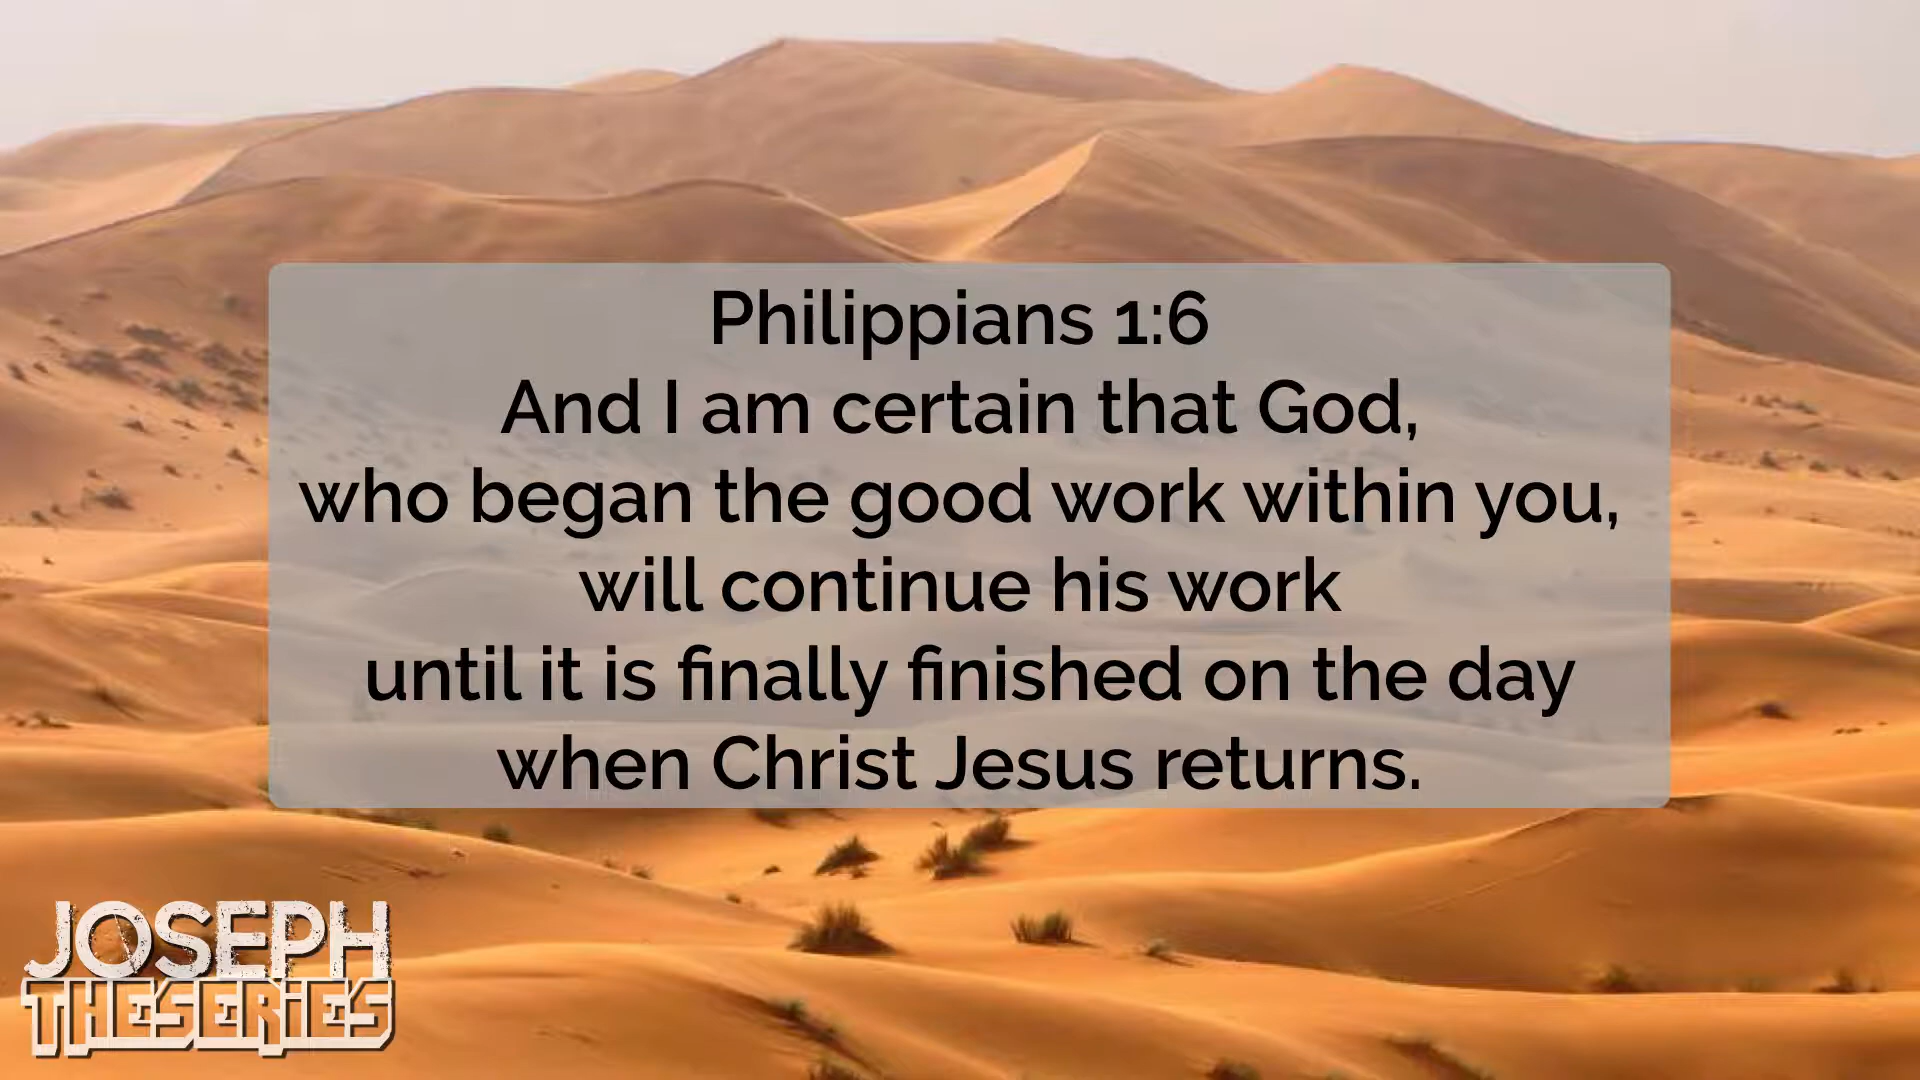 Philippians 1:6
And I am certain that God,
who began the good work within you,
will continue his work
until it is finally finished on the day
when Christ Jesus returns.
JOSEPH
THESERiES